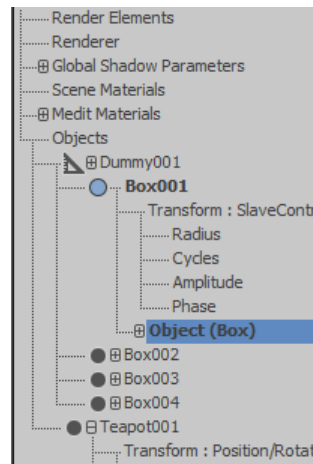 Render Elements
Renderer
Global Shadow Parameters
Scene Materials
Medit Materials
Objects
Dummy001
Box001
Transform : SlaveContr
Radius
Cycles
Amplitude
Phase
Object (Box)
Box002
Box003
Box004
Teapot001
Transform : Position/Rotat